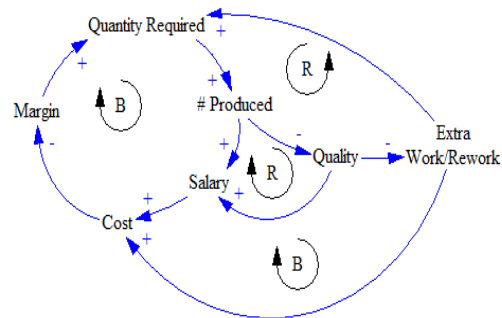 Quantity Required
+
+
+
R
B
Margin
# Produced
-
+
-
Extra
Work/Rework
-
Quality
R
Salary
+
+
Cost
+
B